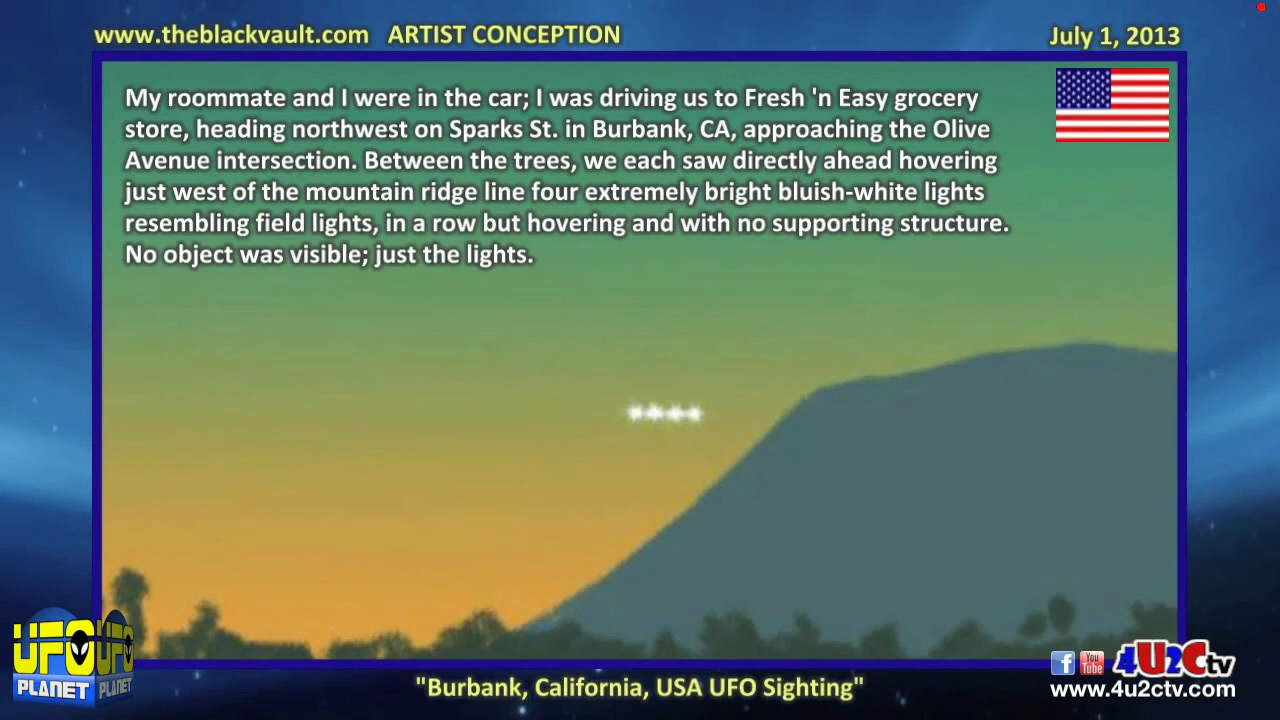 www.theblackvault.com ARTIST CONCEPTION
July 1, 2013
My roommate and I were in the car; I was driving us to Fresh 'n Easy grocery
store, heading northwest on Sparks St. in Burbank, CA, approaching the Olive
Avenue intersection. Between the trees, we each saw directly ahead hovering
just west of the mountain ridge line four extremely bright bluish-white lights
resembling field lights, in a row but hovering and with no supporting structure.
No object was visible; just the lights.
UFO UFO
PLANET PLANET
"Burbank, California, USA UFO Sighting"
f You Tube 4U2Ctv
www.4u2ctv.com